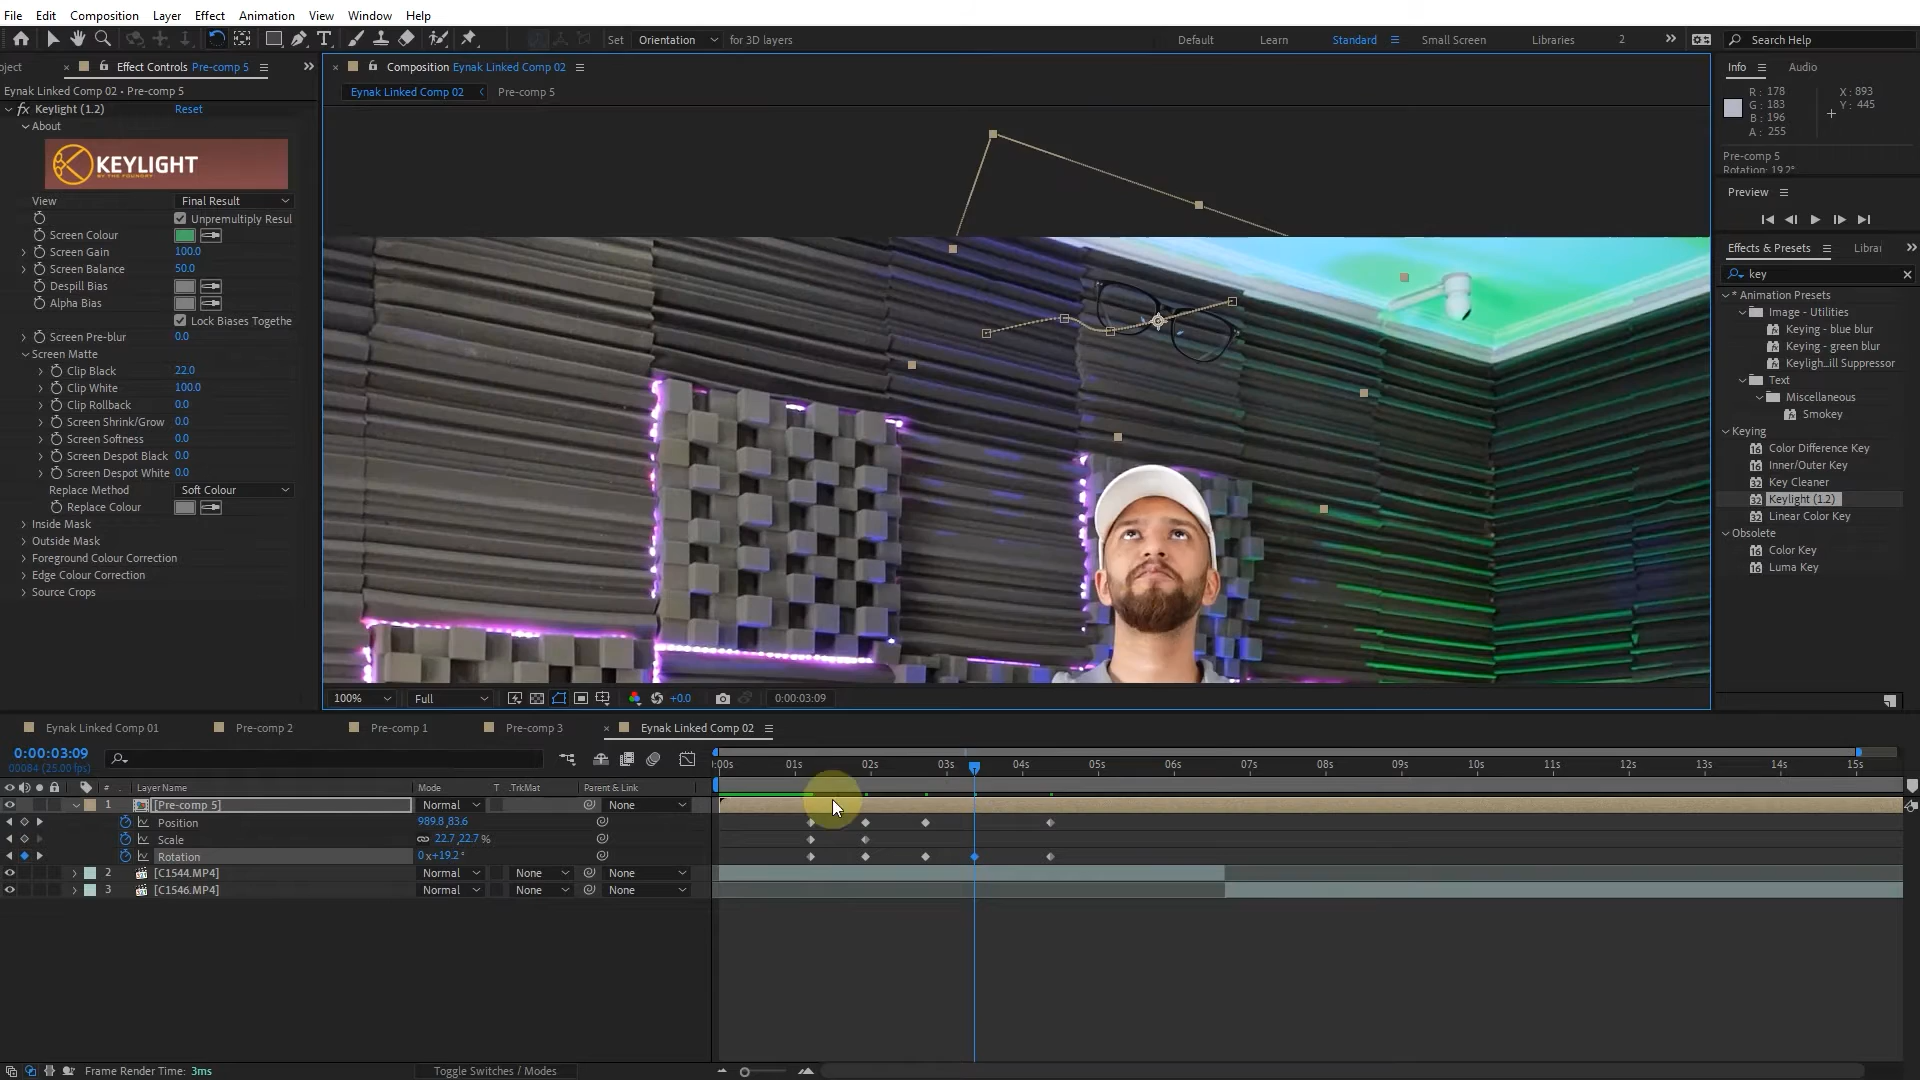 File Edit Composition Layer Effect Animation View Window Help
Set Orientation for 3D layers Default Learn Standard Small Screen Libraries 2 Search Help
oject Effect Controls Pre-comp 5
Eynak Linked Comp 02 • Pre-comp 5
fx Keylight (1.2) Reset
About
KEYLIGHT
BY THE FOUNDRY
View Final Result
Unpremultiply Resul
Screen Colour
Screen Gain 100.0
Screen Balance 50.0
Despill Bias
Alpha Bias
Lock Biases Togethe
Screen Pre-blur 0.0
Screen Matte
Clip Black 22.0
Clip White 100.0
Clip Rollback 0.0
Screen Shrink/Grow 0.0
Screen Softness 0.0
Screen Despot Black 0.0
Screen Despot White 0.0
Replace Method Soft Colour
Replace Colour
Inside Mask
Outside Mask
Foreground Colour Correction
Edge Colour Correction
Source Crops
Composition Eynak Linked Comp 02
Eynak Linked Comp 02 Pre-comp 5
100% Full +0.0 0:00:03:09
Info Audio
R : 178 X : 893
G : 183 Y : 445
B : 196
A : 255
Pre-comp 5
Rotation: 19.2°
Preview
Effects & Presets Librar
key
* Animation Presets
Image - Utilities
Keying - blue blur
Keying - green blur
Keyligh...ill Suppressor
Text
Miscellaneous
Smokey
Keying
Color Difference Key
Inner/Outer Key
Key Cleaner
Keylight (1.2)
Linear Color Key
Obsolete
Color Key
Luma Key
Eynak Linked Comp 01 Pre-comp 2 Pre-comp 1 Pre-comp 3 Eynak Linked Comp 02
0:00:03:09
00084 (25.00 fps)
:00s 01s 02s 03s 04s 05s 06s 07s 08s 09s 10s 11s 12s 13s 14s 15s
# Layer Name Mode T .TrkMat Parent & Link
1 [Pre-comp 5] Normal None
Position 989.8,83.6
Scale 22.7,22.7 %
Rotation 0x+19.2°
2 [C1544.MP4] Normal None None
3 [C1546.MP4] Normal None None
Frame Render Time: 3ms Toggle Switches / Modes